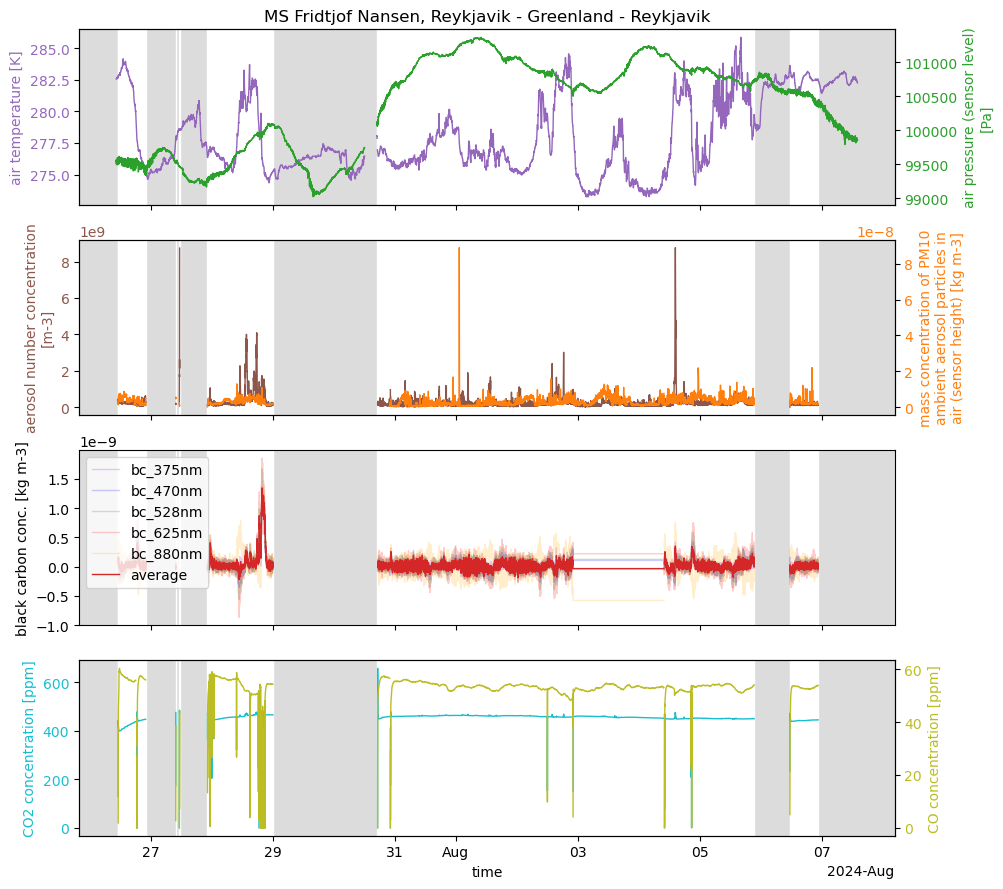 MS Fridtjof Nansen, Reykjavik - Greenland - Reykjavik
air temperature [K]
285.0
282.5
280.0
277.5
275.0
101000
100500
100000
99500
99000
air pressure (sensor level)
[Pa]
1e9
1e−8
aerosol number concentration
[m-3]
8
6
4
2
0
8
6
4
2
0
mass concentration of PM10
ambient aerosol particles in
air (sensor height) [kg m-3]
1e−9
black carbon conc. [kg m-3]
1.5
1.0
0.5
0.0
−0.5
−1.0
bc_375nm
bc_470nm
bc_528nm
bc_625nm
bc_880nm
average
CO2 concentration [ppm]
600
400
200
0
60
40
20
0
CO concentration [ppm]
27
29
31
Aug
03
05
07
time
2024-Aug